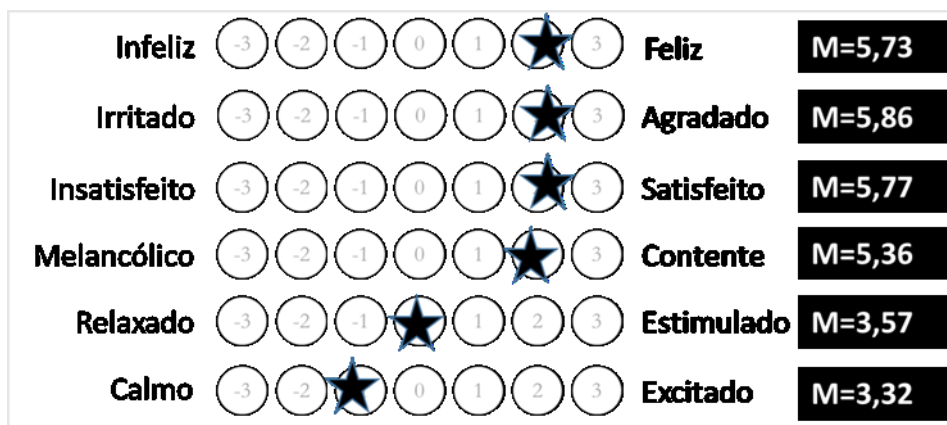 Infeliz -3 -2 -1 0 1 3 Feliz M=5,73
Irritado -3 -2 -1 0 1 3 Agradado M=5,86
Insatisfeito -3 -2 -1 0 1 3 Satisfeito M=5,77
Melancólico -3 -2 -1 0 1 3 Contente M=5,36
Relaxado -3 -2 -1 1 2 3 Estimulado M=3,57
Calmo -3 -2 0 1 2 3 Excitado M=3,32